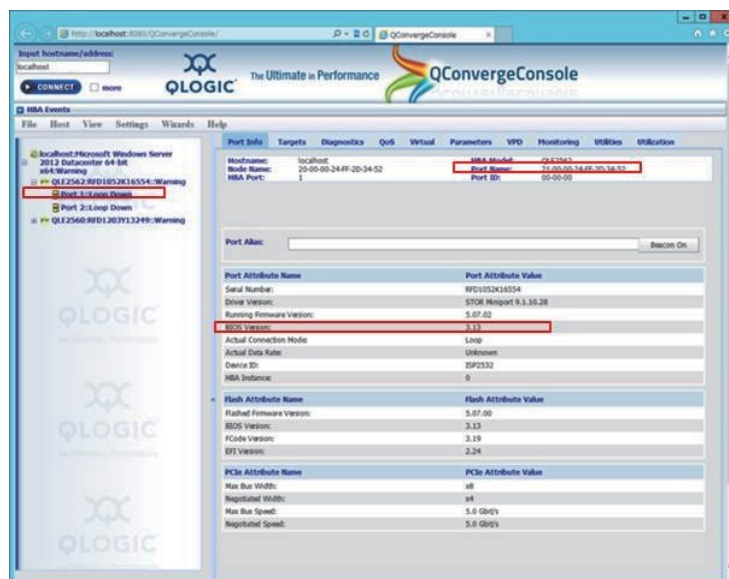 http://localhost:8080/QConvergeConsole/
QConvergeConsole
Input hostname/address:
localhost
CONNECT more
QLOGIC
The Ultimate in Performance
QConvergeConsole
HBA Events
File Host View Settings Wizards Help
localhost:Microsoft Windows Server
2012 Datacenter 64-bit
x64:Warning
QLE2562:RFD1052K16554::Warning
Port 1::Loop Down
Port 2::Loop Down
QLE2560:RFD1203Y13249::Warning
Port Info Targets Diagnostics QoS Virtual Parameters VPD Monitoring Utilities Utilization
Hostname: localhost HBA Model: QLE2562
Node Name: 20-00-00-24-FF-2D-34-52 Port Name: 21-00-00-24-FF-2D-34-52
HBA Port: 1 Port ID: 00-00-00
Port Alias: Beacon On
Port Attribute Name Port Attribute Value
Serial Number: RFD1052K16554
Driver Version: STOR Miniport 9.1.10.28
Running Firmware Version: 5.07.02
BIOS Version: 3.13
Actual Connection Mode: Loop
Actual Data Rate: Unknown
Device ID: ISP2532
HBA Instance: 0
Flash Attribute Name Flash Attribute Value
Flashed Firmware Version: 5.07.00
BIOS Version: 3.13
FCode Version: 3.19
EFI Version: 2.24
PCIe Attribute Name PCIe Attribute Value
Max Bus Width: x8
Negotiated Width: x4
Max Bus Speed: 5.0 Gbit/s
Negotiated Speed: 5.0 Gbit/s
QLOGIC
QLOGIC
QLOGIC